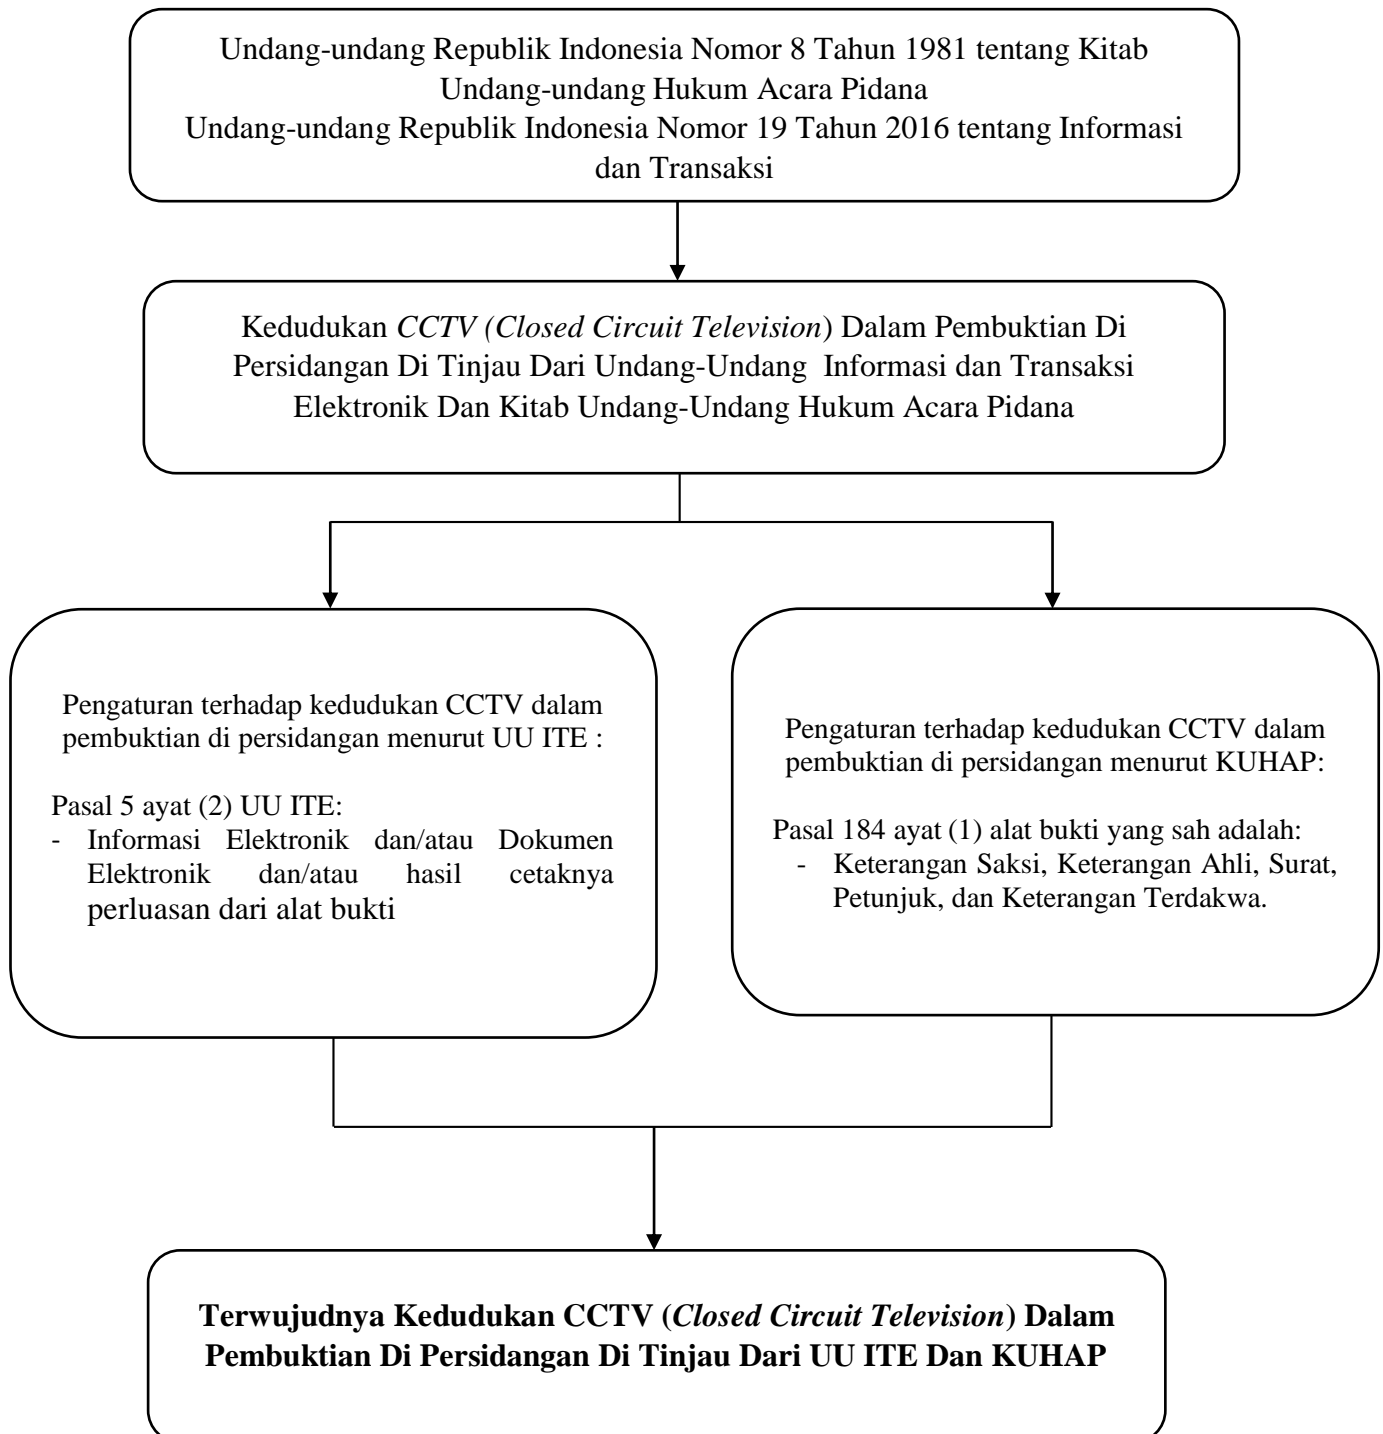 Undang-undang Republik Indonesia Nomor 8 Tahun 1981 tentang Kitab
Undang-undang Hukum Acara Pidana
Undang-undang Republik Indonesia Nomor 19 Tahun 2016 tentang Informasi
dan Transaksi
Kedudukan CCTV (Closed Circuit Television) Dalam Pembuktian Di
Persidangan Di Tinjau Dari Undang-Undang Informasi dan Transaksi
Elektronik Dan Kitab Undang-Undang Hukum Acara Pidana
Pengaturan terhadap kedudukan CCTV dalam
pembuktian di persidangan menurut UU ITE :
Pasal 5 ayat (2) UU ITE:
- Informasi Elektronik dan/atau Dokumen
Elektronik dan/atau hasil cetaknya
perluasan dari alat bukti
Pengaturan terhadap kedudukan CCTV dalam
pembuktian di persidangan menurut KUHAP:
Pasal 184 ayat (1) alat bukti yang sah adalah:
- Keterangan Saksi, Keterangan Ahli, Surat,
Petunjuk, dan Keterangan Terdakwa.
Terwujudnya Kedudukan CCTV (Closed Circuit Television) Dalam
Pembuktian Di Persidangan Di Tinjau Dari UU ITE Dan KUHAP